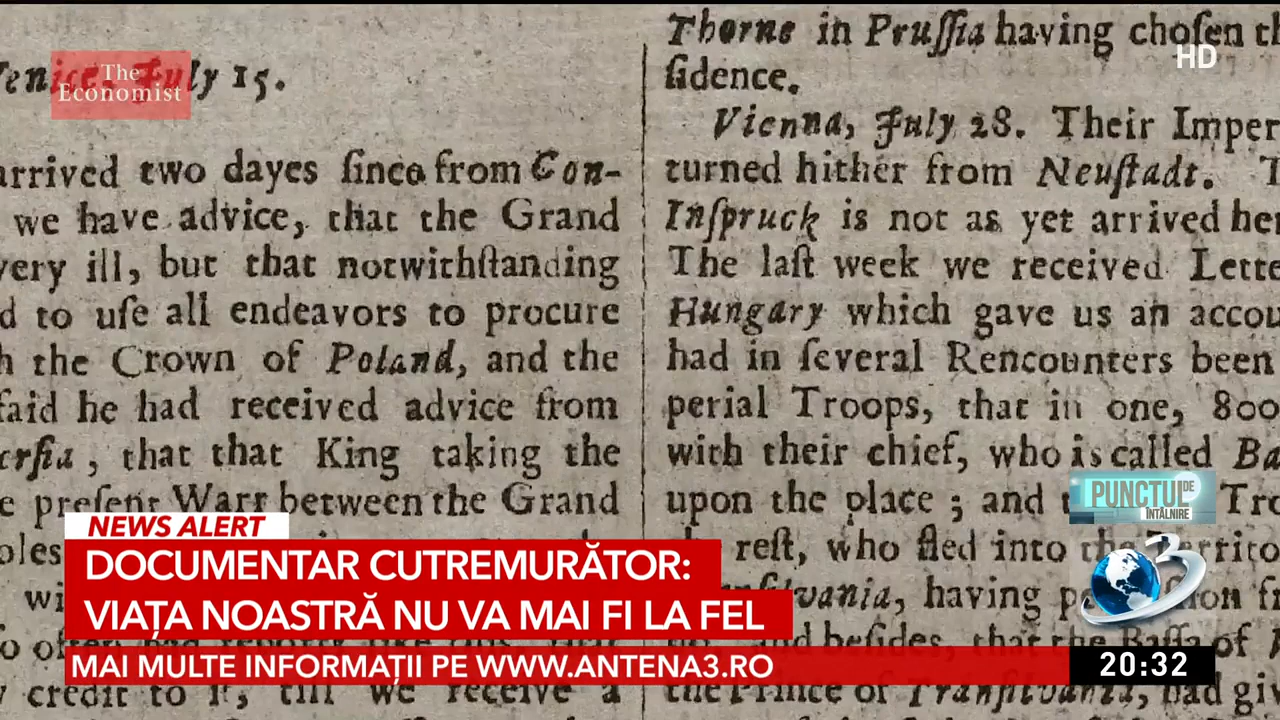 The
Economist
HD
Venice, July 15.
arrived two dayes ſince from Con-
we have advice, that the Grand
very ill, but that notwithſtanding
to uſe all endeavors to procure
the Crown of Poland, and the
ſaid he had received advice from
that that King taking the
preſent Warr between the Grand
credit to it, till we receive a
Thorne in Pruſſia having choſen
ſidence.
Vienna, July 28. Their Imper
turned hither from Neuſtadt.
Inſpruck is not as yet arrived
The laſt week we received Lette
Hungary which gave us an accou
had in ſeveral Rencounters been
perial Troops, that in one, 800
with their chief, who is called Ba
upon the place ; and
reſt, who fled into the Territo
having
and beſides, that the Baſſa of
the Prince of Tranſilvania, had
PUNCTUL DE
ÎNTÂLNIRE
3
NEWS ALERT
DOCUMENTAR CUTREMURĂTOR:
VIAȚA NOASTRĂ NU VA MAI FI LA FEL
MAI MULTE INFORMAȚII PE WWW.ANTENA3.RO
20:32